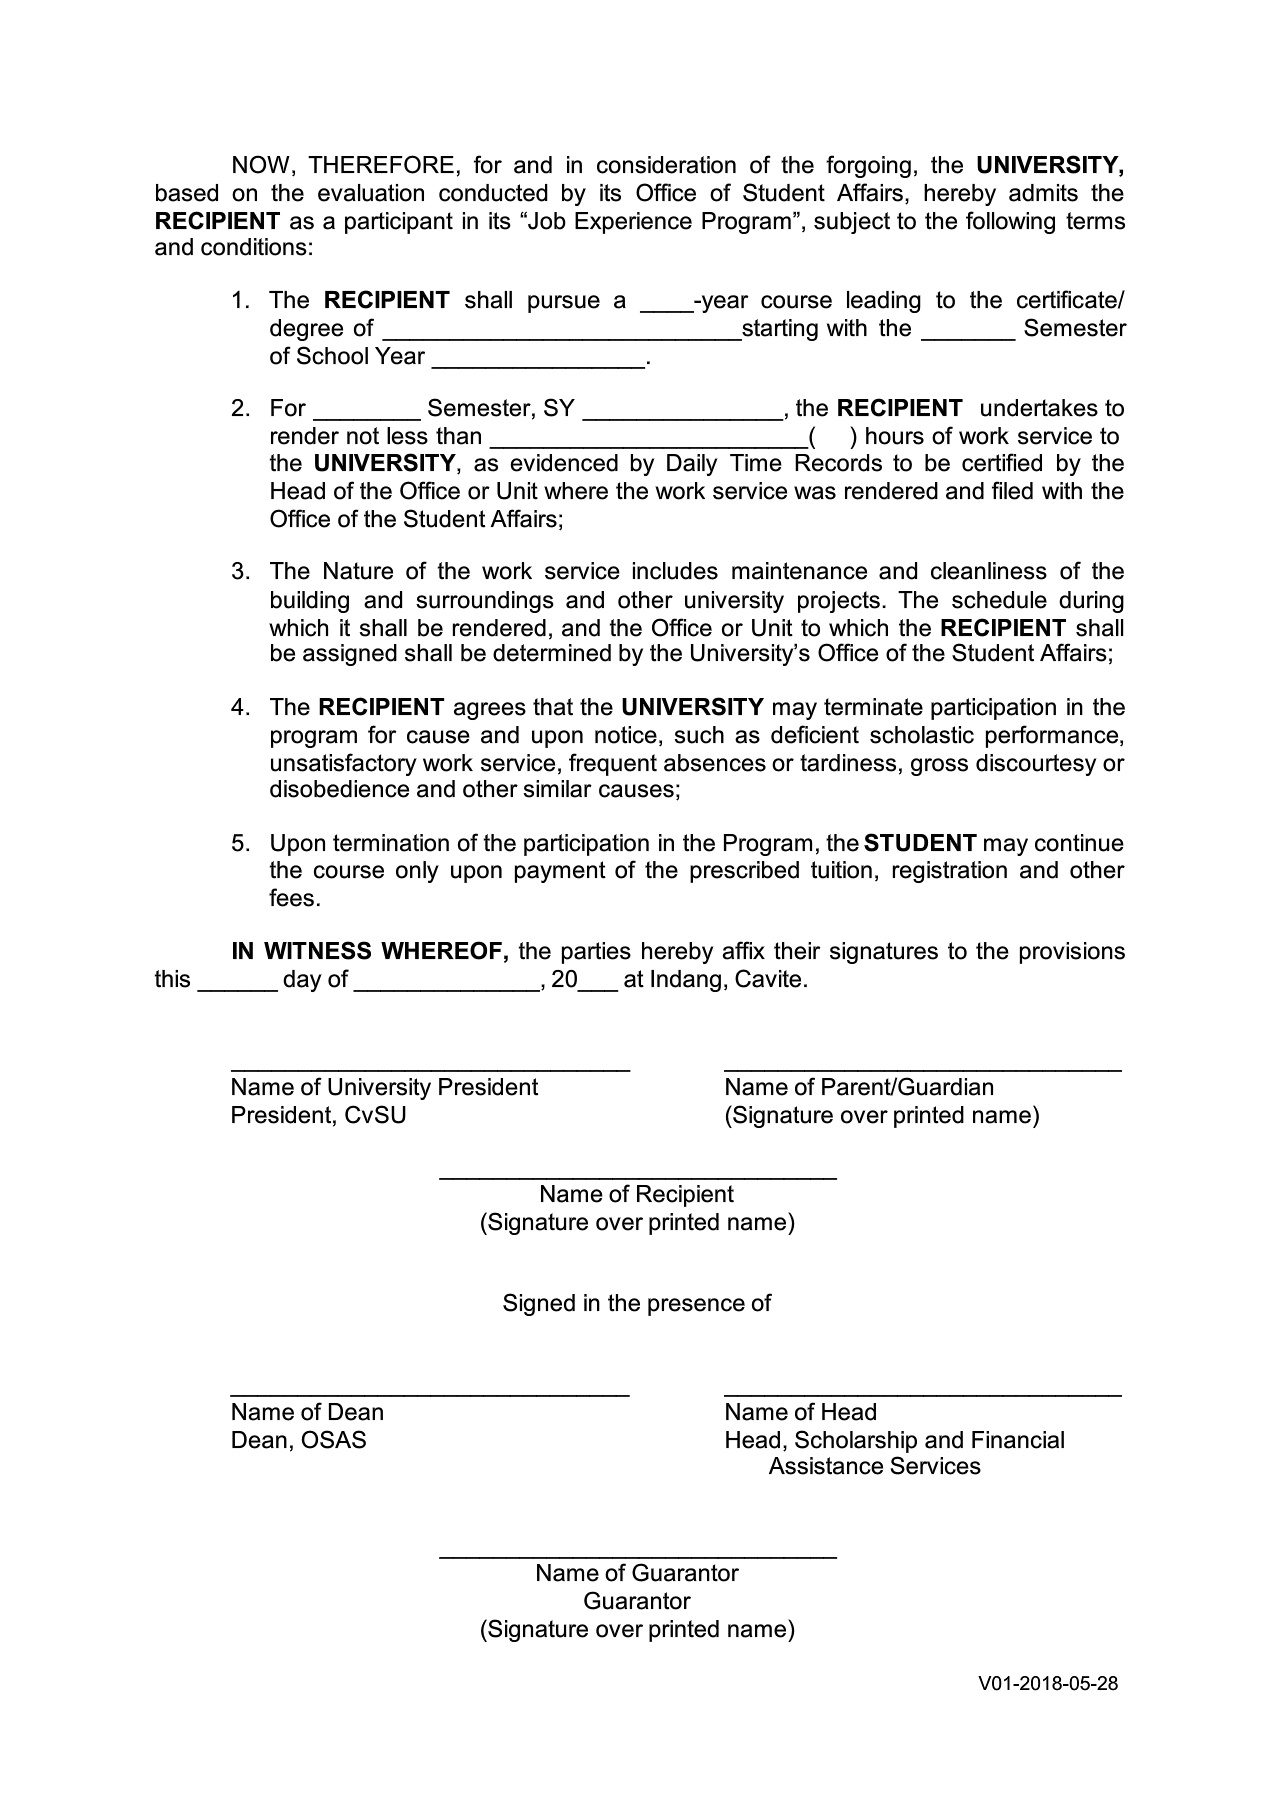 NOW, THEREFORE, for and in consideration of the forgoing, the UNIVERSITY,
based on the evaluation conducted by its Office of Student Affairs, hereby admits the
RECIPIENT as a participant in its “Job Experience Program”, subject to the following terms
and conditions:
1. The RECIPIENT shall pursue a ____-year course leading to the certificate/
degree of ___________________________starting with the _______ Semester
of School Year ________________.
2. For ________ Semester, SY _______________, the RECIPIENT undertakes to
render not less than ________________________( ) hours of work service to
the UNIVERSITY, as evidenced by Daily Time Records to be certified by the
Head of the Office or Unit where the work service was rendered and filed with the
Office of the Student Affairs;
3. The Nature of the work service includes maintenance and cleanliness of the
building and surroundings and other university projects. The schedule during
which it shall be rendered, and the Office or Unit to which the RECIPIENT shall
be assigned shall be determined by the University’s Office of the Student Affairs;
4. The RECIPIENT agrees that the UNIVERSITY may terminate participation in the
program for cause and upon notice, such as deficient scholastic performance,
unsatisfactory work service, frequent absences or tardiness, gross discourtesy or
disobedience and other similar causes;
5. Upon termination of the participation in the Program, the STUDENT may continue
the course only upon payment of the prescribed tuition, registration and other
fees.
IN WITNESS WHEREOF, the parties hereby affix their signatures to the provisions
this ______ day of ______________, 20___ at Indang, Cavite.
______________________________ ______________________________
Name of University President Name of Parent/Guardian
President, CvSU (Signature over printed name)
______________________________
Name of Recipient
(Signature over printed name)
Signed in the presence of
______________________________ ______________________________
Name of Dean Name of Head
Dean, OSAS Head, Scholarship and Financial
Assistance Services
______________________________
Name of Guarantor
Guarantor
(Signature over printed name)
V01-2018-05-28